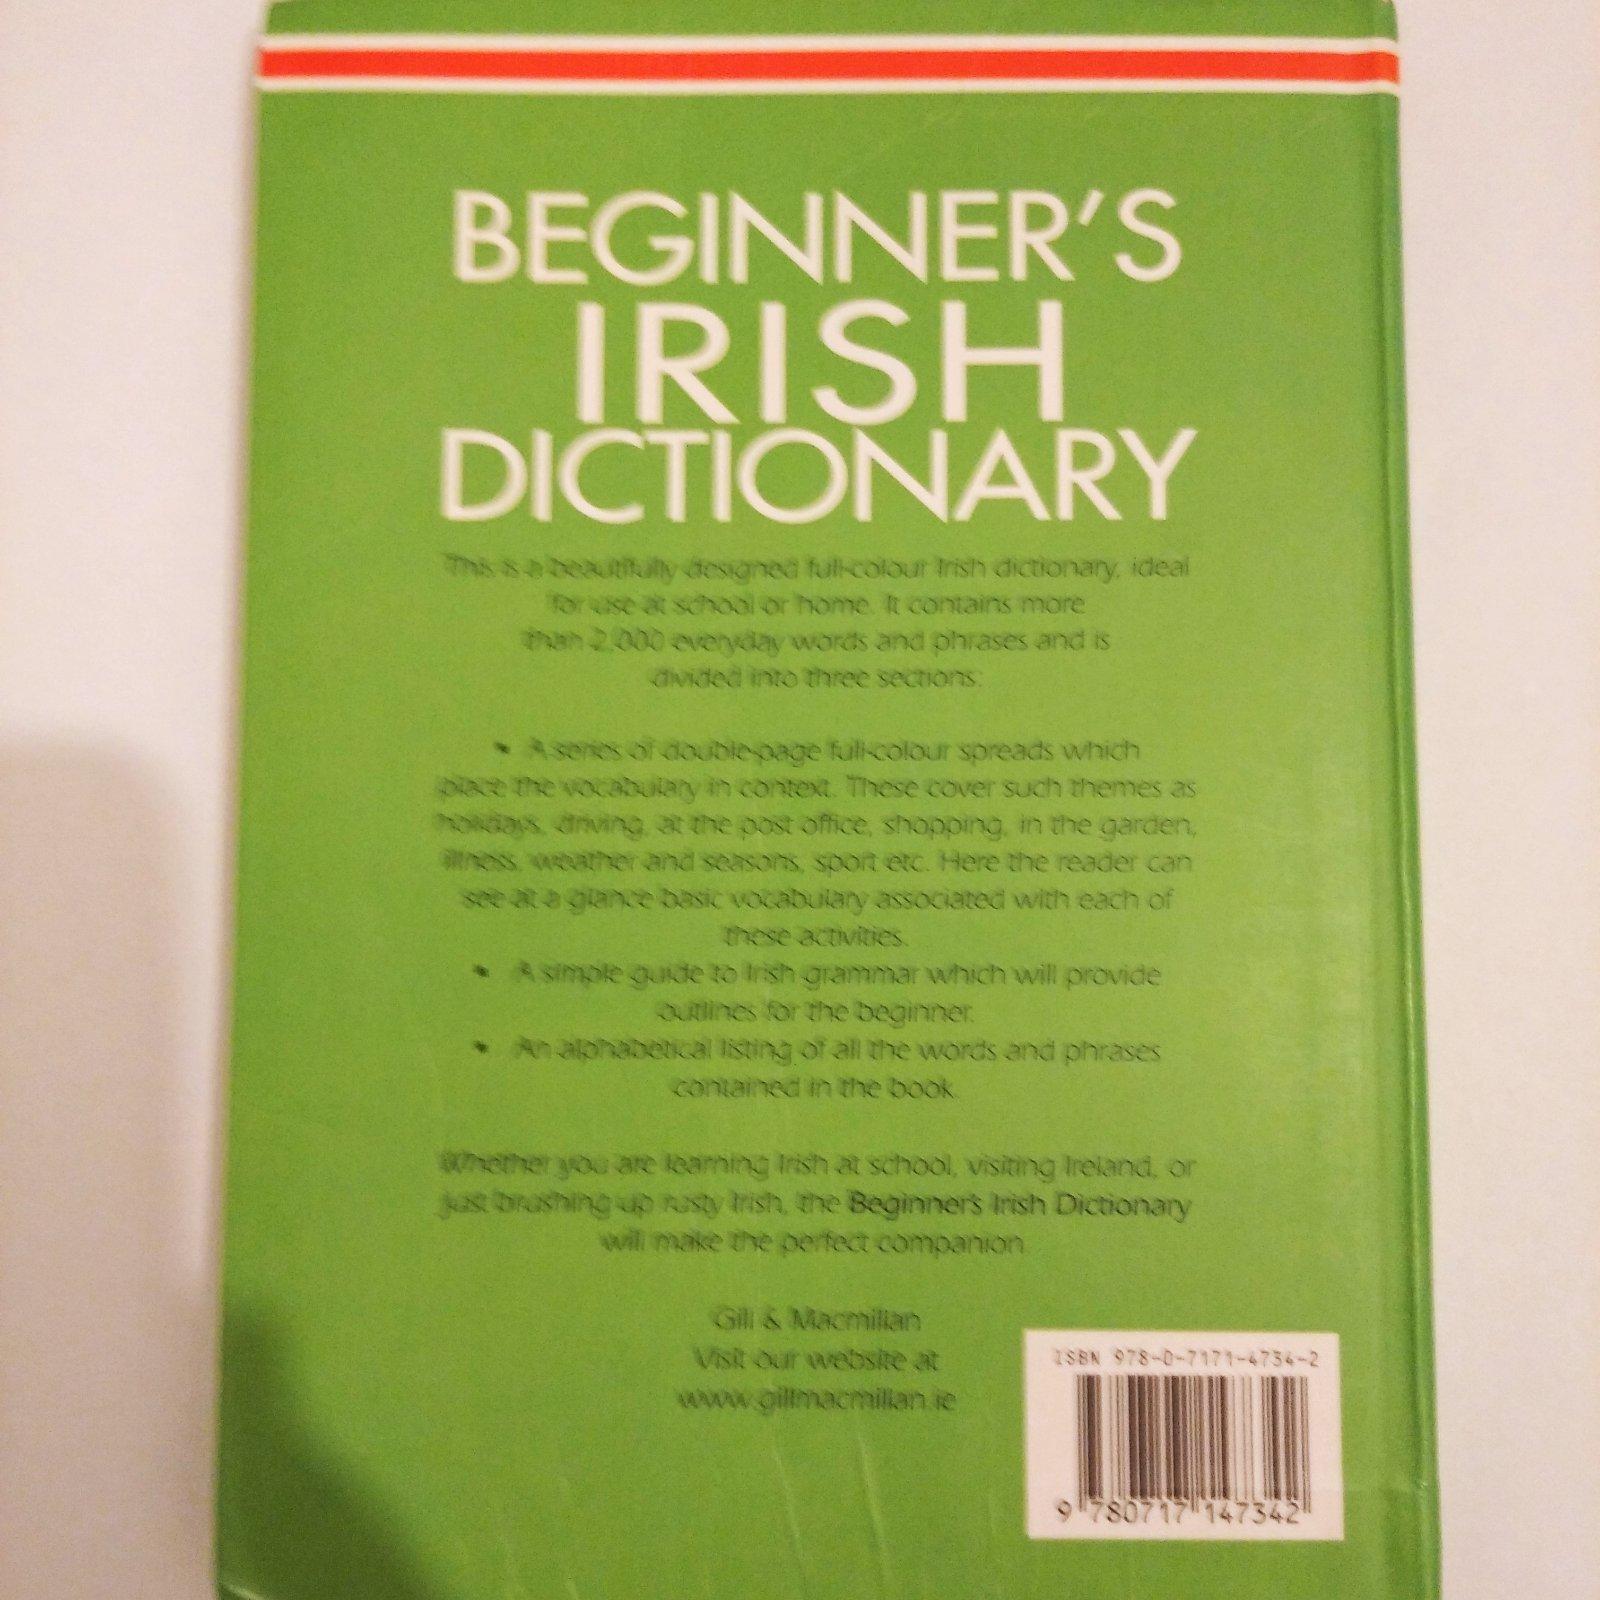 BEGINNER'S
IRISH
DICTIONARY
This is a beautifully designed full-colour Irish dictionary, ideal
for use at school or home. It contains more
than 2,000 everyday words and phrases and is
divided into three sections:
• A series of double-page full-colour spreads which
place the vocabulary in context. These cover such themes as
holidays, driving, at the post office, shopping, in the garden,
illness, weather and seasons, sport etc. Here the reader can
see at a glance basic vocabulary associated with each of
these activities.
• A simple guide to Irish grammar which will provide
outlines for the beginner.
• An alphabetical listing of all the words and phrases
contained in the book.
Whether you are learning Irish at school, visiting Ireland, or
just brushing up rusty Irish, the Beginner's Irish Dictionary
will make the perfect companion.
Gill & Macmillan
Visit our website at
www.gillmacmillan.ie
ISBN 978-0-7171-4734-2
9 780717 147342